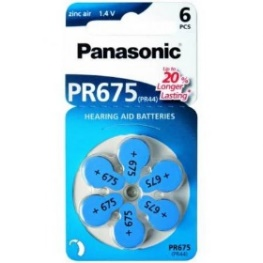 zinc air 1.4 V
6
PCS
Panasonic
Up to
20%
Longer
Lasting
PR675 (PR44)
HEARING AID BATTERIES
+ 675
+ 675
+ 675
+ 675
+ 675
+ 675
PR675
(PR44)